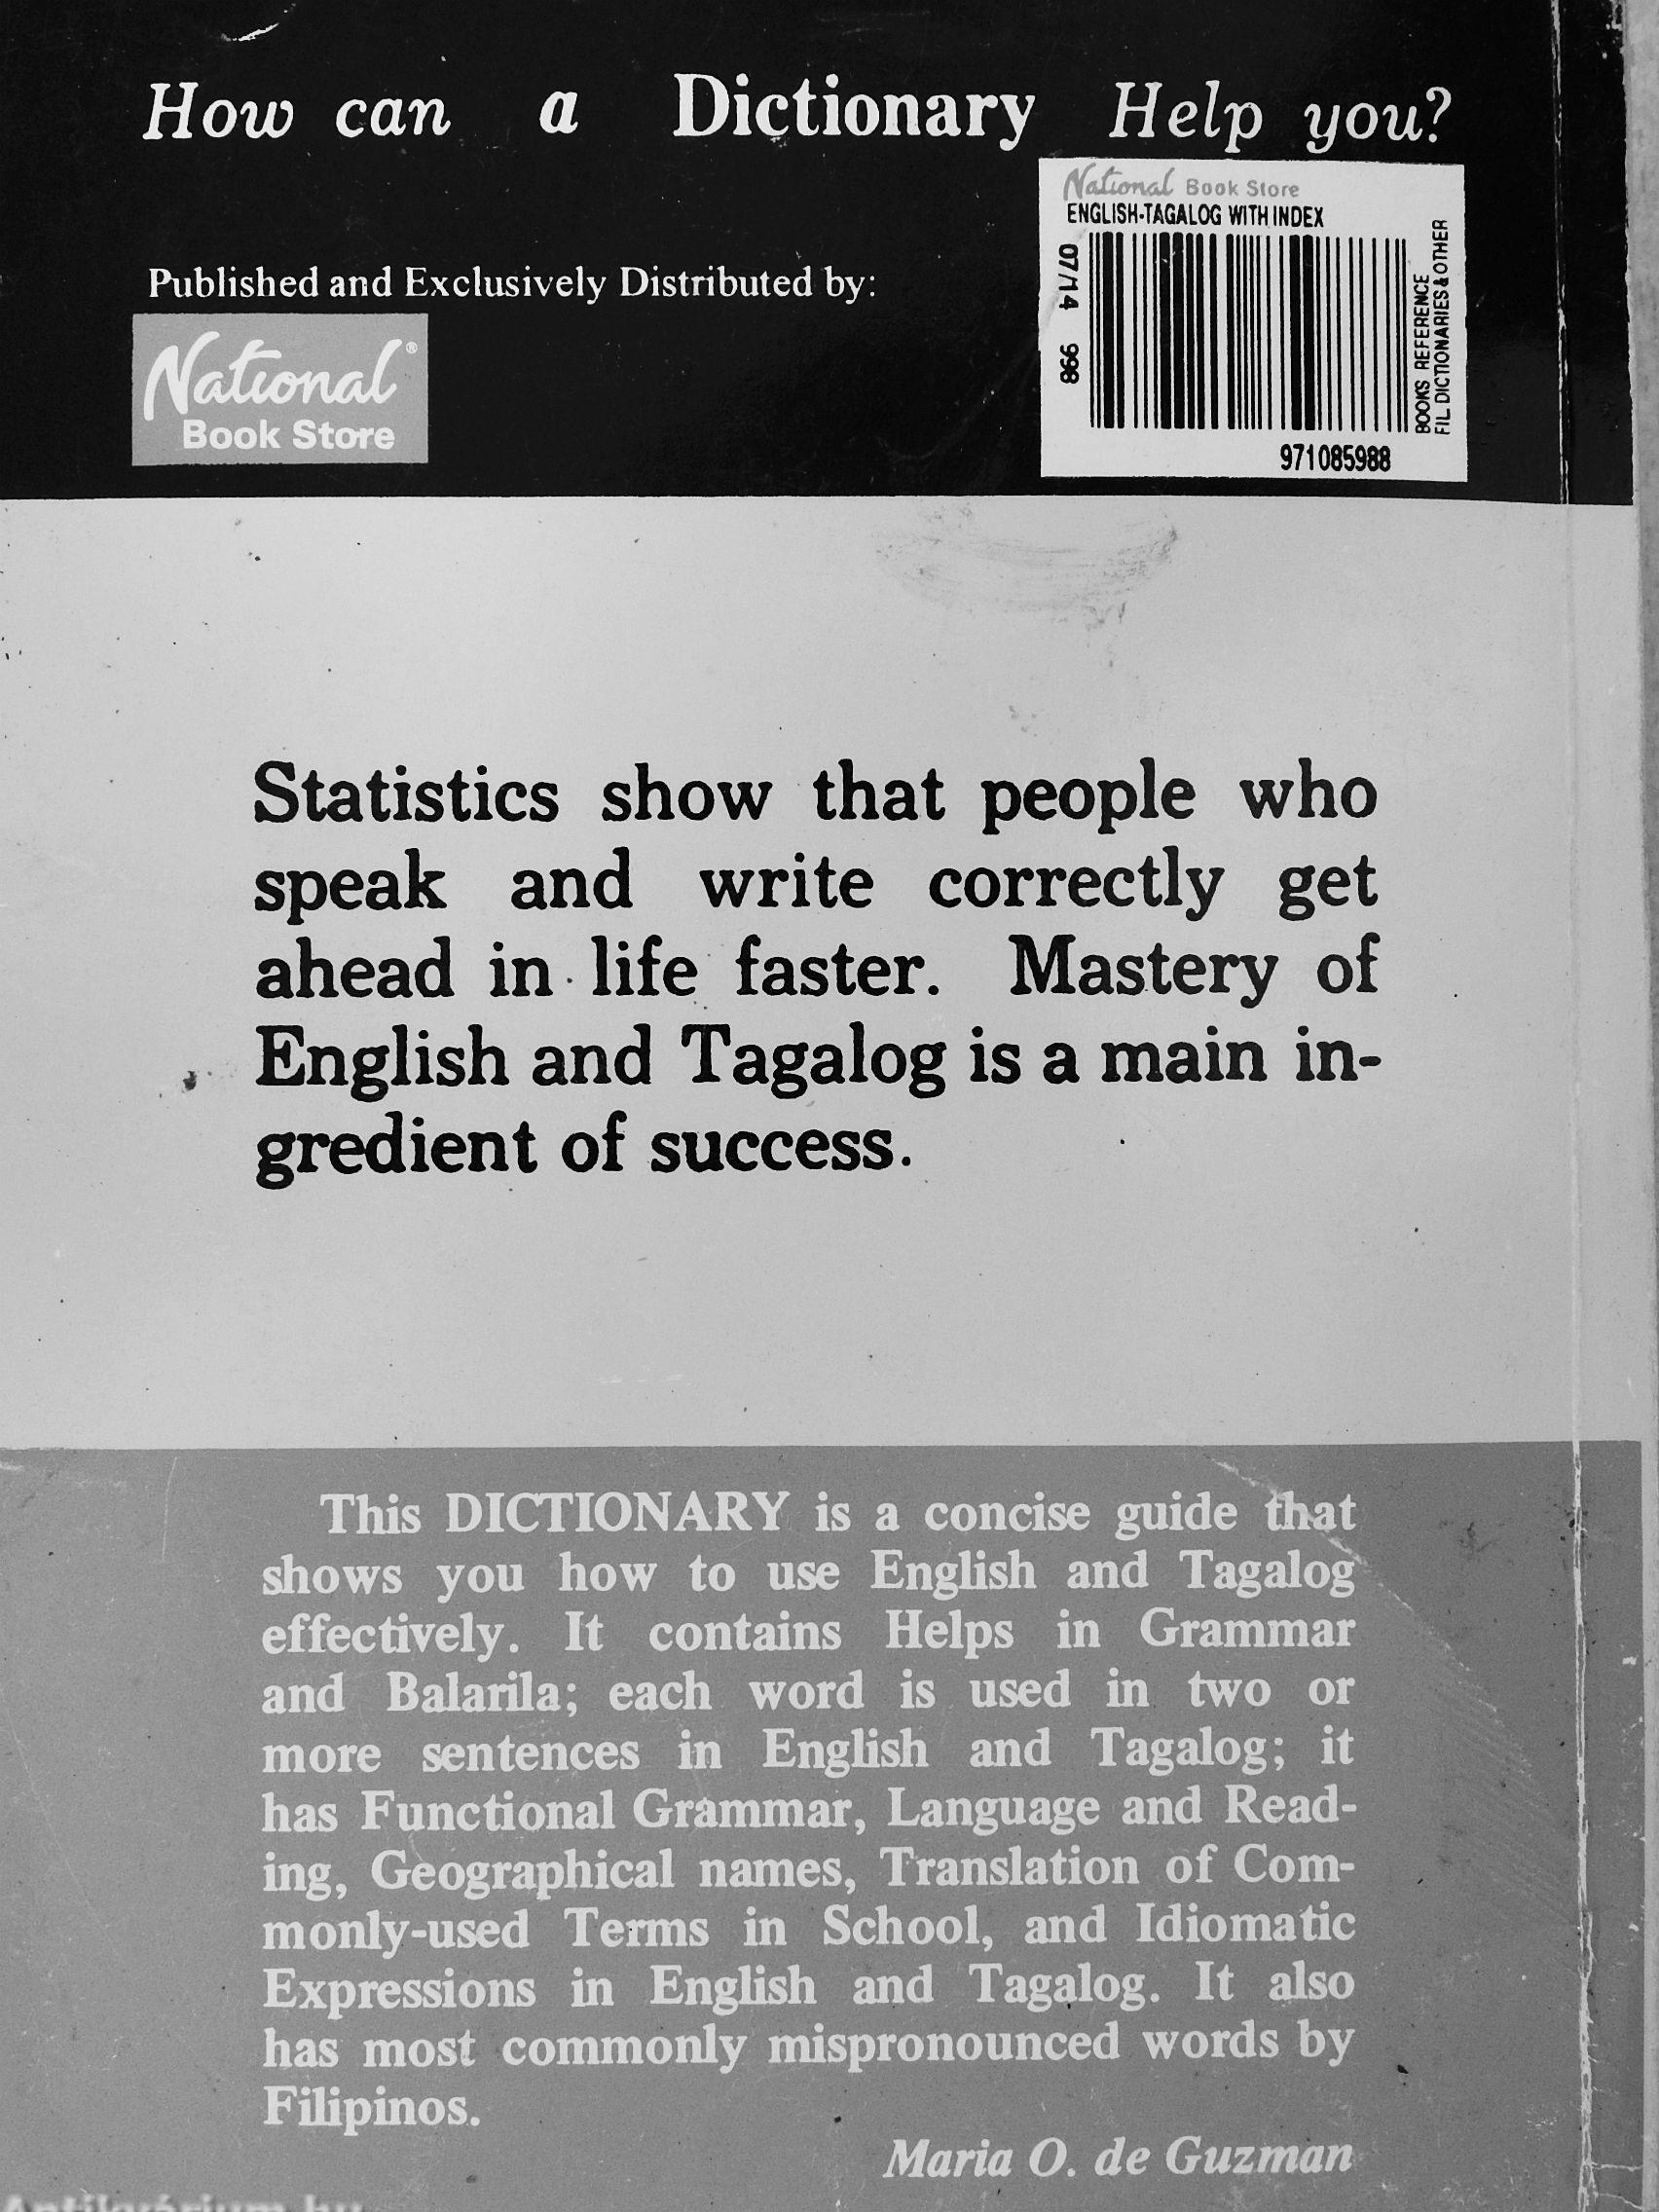 How can a Dictionary Help you?
National Book Store
ENGLISH-TAGALOG WITH INDEX
07/14 998
BOOKS REFERENCE
FIL. DICTIONARIES & OTHER
971085988
Published and Exclusively Distributed by:
National®
Book Store
Statistics show that people who
speak and write correctly get
ahead in life faster. Mastery of
English and Tagalog is a main in-
gredient of success.
This DICTIONARY is a concise guide that
shows you how to use English and Tagalog
effectively. It contains Helps in Grammar
and Balarila; each word is used in two or
more sentences in English and Tagalog; it
has Functional Grammar, Language and Read-
ing, Geographical names, Translation of Com-
monly-used Terms in School, and Idiomatic
Expressions in English and Tagalog. It also
has most commonly mispronounced words by
Filipinos.
Maria O. de Guzman